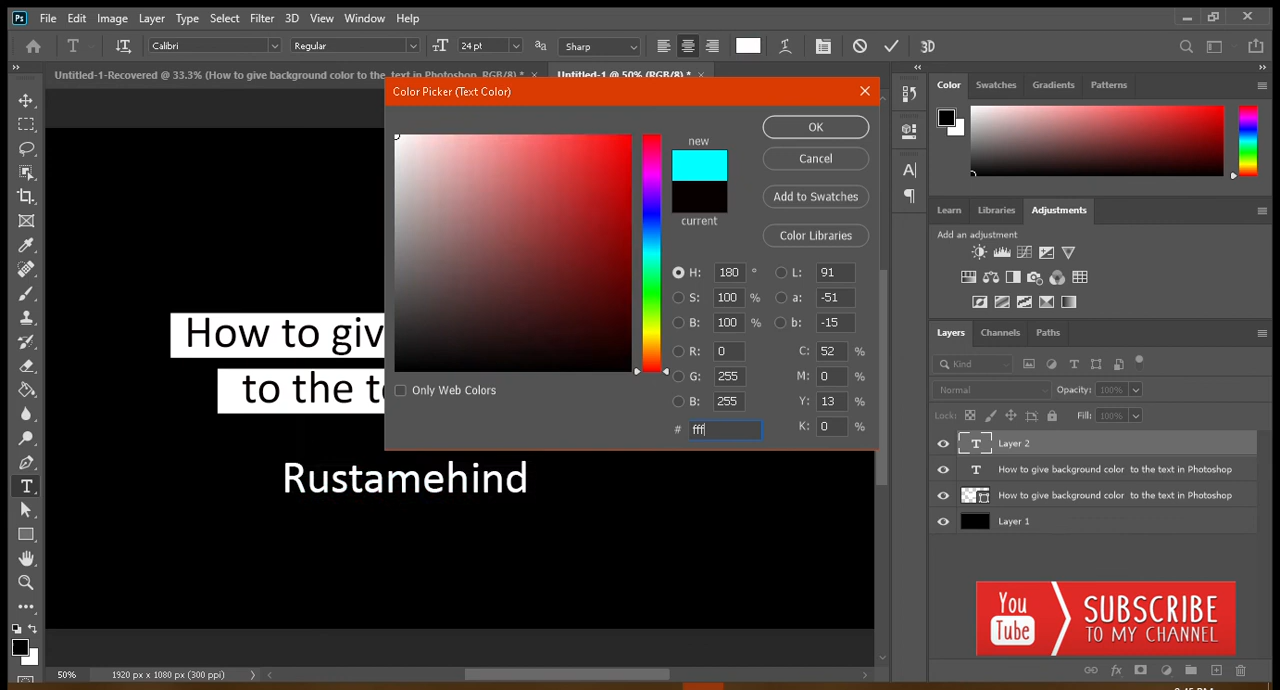 Ps File Edit Image Layer Type Select Filter 3D View Window Help
T Calibri Regular 24 pt Sharp 3D
Untitled-1-Recovered @ 33.3% (How to give background color to the text in Photoshop, RGB/8) * Untitled-1 @ 50% (RGB/8) *
Color Picker (Text Color)
new
current
OK
Cancel
Add to Swatches
Color Libraries
H: 180 ° L: 91
S: 100 % a: -51
B: 100 % b: -15
R: 0 C: 52 %
G: 255 M: 0 %
B: 255 Y: 13 %
# fff K: 0 %
Only Web Colors
How to giv
to the te
Rustamehind
Color Swatches Gradients Patterns
Learn Libraries Adjustments
Add an adjustment
Layers Channels Paths
Kind
Normal Opacity: 100%
Lock: Fill: 100%
T Layer 2
T How to give background color to the text in Photoshop
How to give background color to the text in Photoshop
Layer 1
You Tube SUBSCRIBE
TO MY CHANNEL
50% 1920 px x 1080 px (300 ppi)